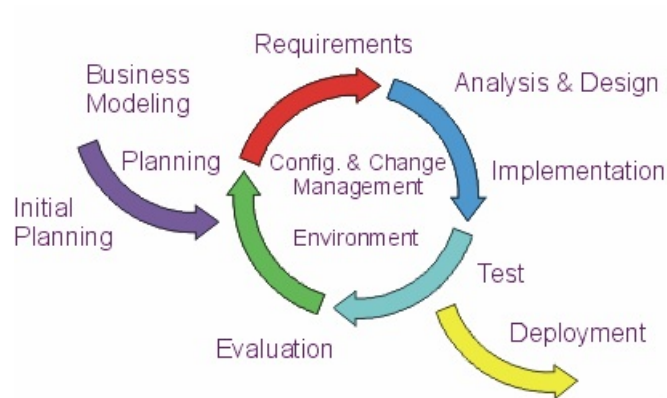 Requirements
Business
Modeling
Analysis & Design
Planning
Config. & Change
Management
Implementation
Initial
Planning
Environment
Test
Evaluation
Deployment